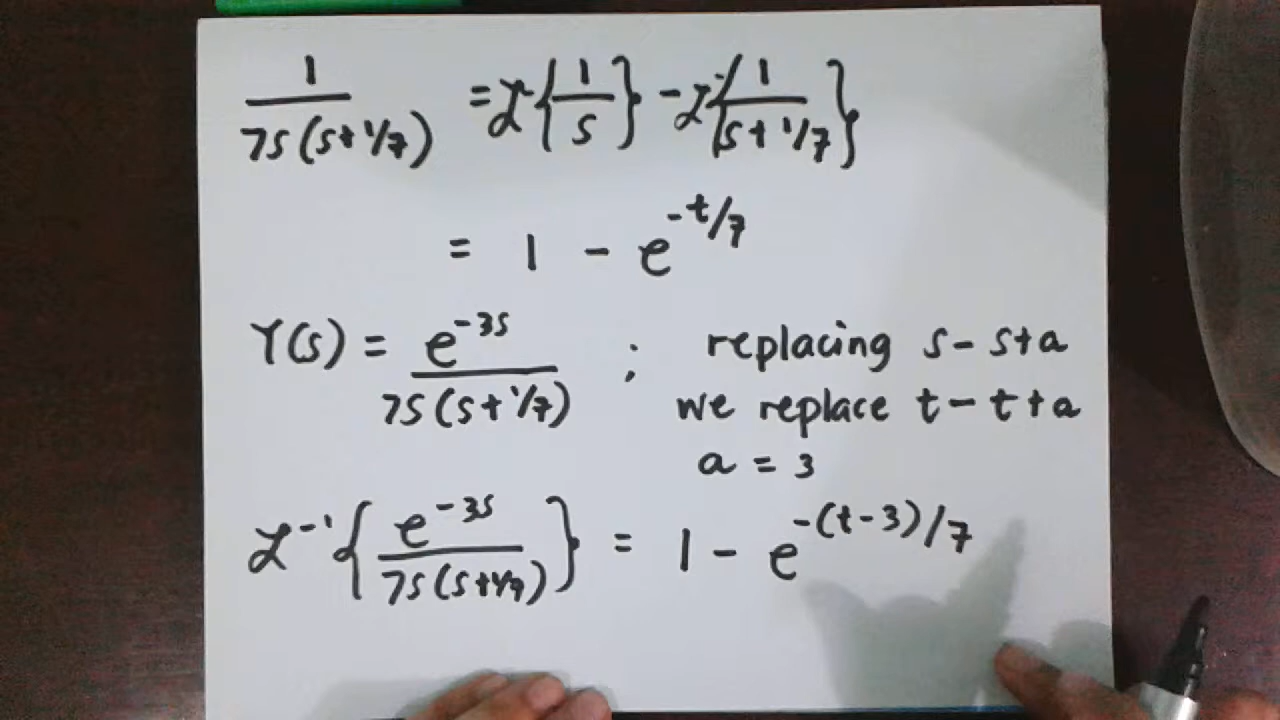 1/(7s(s+1/7)) = ℒ⁻{1/s} - ℒ⁻{1/(s+1/7)}
= 1 - e^(-t/7)
Y(s) = e^(-3s)/(7s(s+1/7)) ; replacing s - s+a
we replace t - t+a
a = 3
ℒ⁻¹{e^(-3s)/(7s(s+1/7))} = 1 - e^(-(t-3)/7)